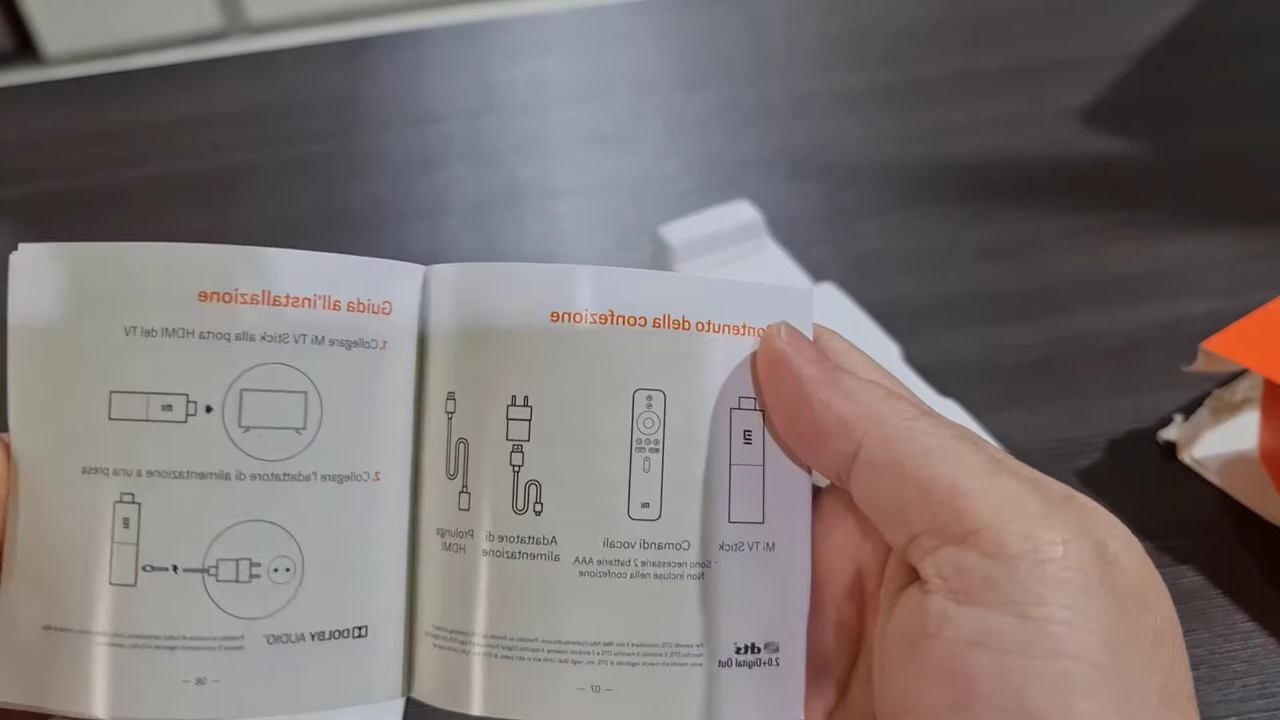 Contenuto della confezione
Mi TV Stick
Comandi vocali
* Sono necessarie 2 batterie AAA.
Non incluse nella confezione
Adattatore di
alimentazione
Prolunga
HDMI
dts
2.0+Digital Out
— 07 —
Guida all'installazione
1. Collegare Mi TV Stick alla porta HDMI del TV
2. Collegare l'adattatore di alimentazione a una presa
DOLBY AUDIO
— 08 —